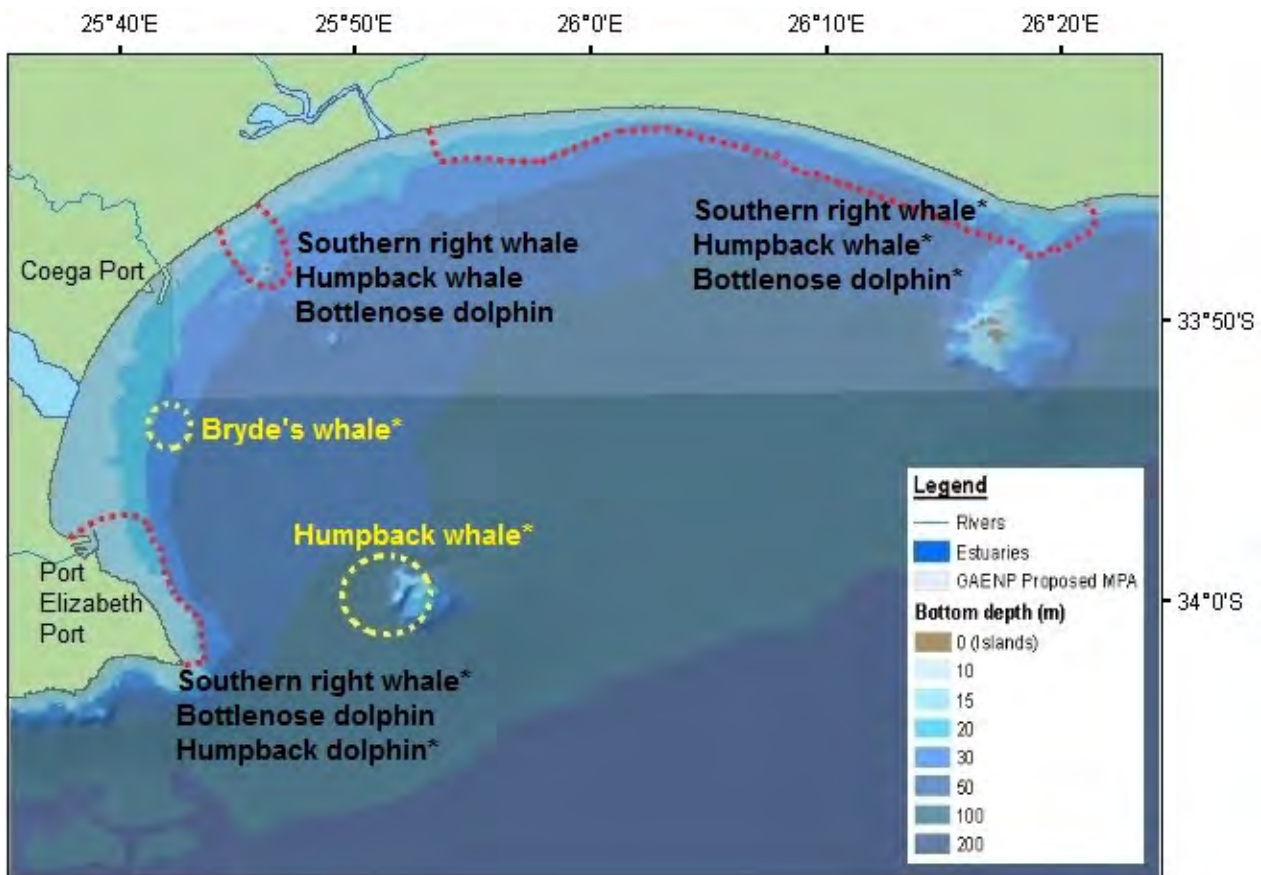 25°40'E
25°50'E
26°0'E
26°10'E
26°20'E
Southern right whale*
Humpback whale*
Bottlenose dolphin*
Southern right whale
Humpback whale
Bottlenose dolphin
Coega Port
33°50'S
Bryde's whale*
Humpback whale*
Port
Elizabeth
Port
34°0'S
Southern right whale*
Bottlenose dolphin
Humpback dolphin*
Legend
Rivers
Estuaries
GAENP Proposed MPA
Bottom depth (m)
0 (Islands)
10
15
20
30
50
100
200